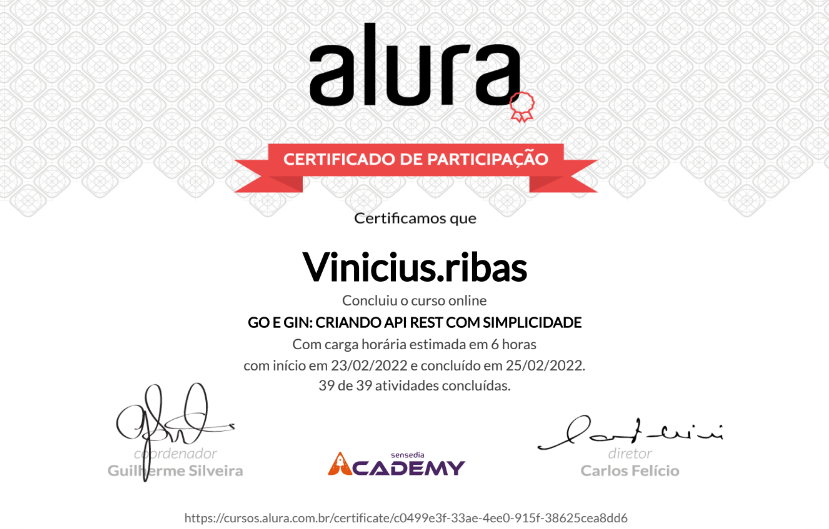 alura
CERTIFICADO DE PARTICIPAÇÃO
Certificamos que
Vinicius.ribas
Concluiu o curso online
GO E GIN: CRIANDO API REST COM SIMPLICIDADE
Com carga horária estimada em 6 horas
com início em 23/02/2022 e concluído em 25/02/2022.
39 de 39 atividades concluídas.
coordenador
Guilherme Silveira
sensedia
ACADEMY
diretor
Carlos Felício
https://cursos.alura.com.br/certificate/c0499e3f-33ae-4ee0-915f-38625cea8dd6